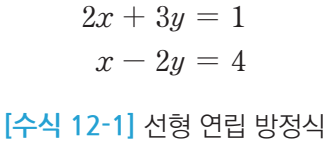 2x + 3y = 1
x − 2y = 4
[수식 12-1] 선형 연립 방정식